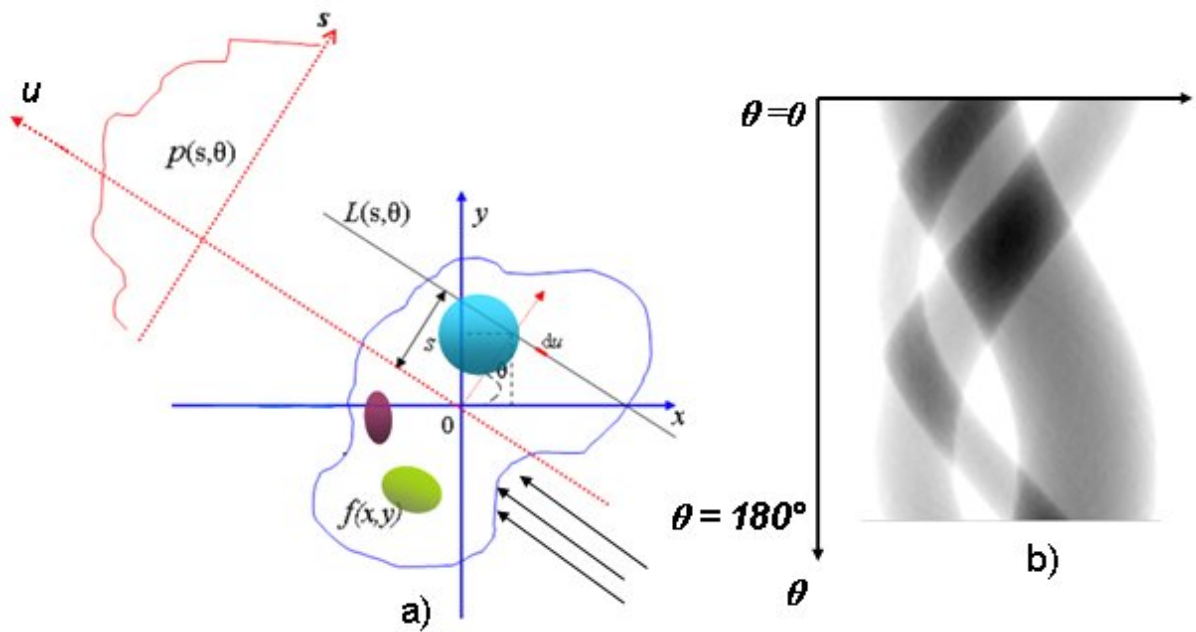 s
u
p(s,θ)
L(s,θ)
y
s
du
θ
0
x
f(x,y)
a)
θ =0
θ = 180°
θ
b)